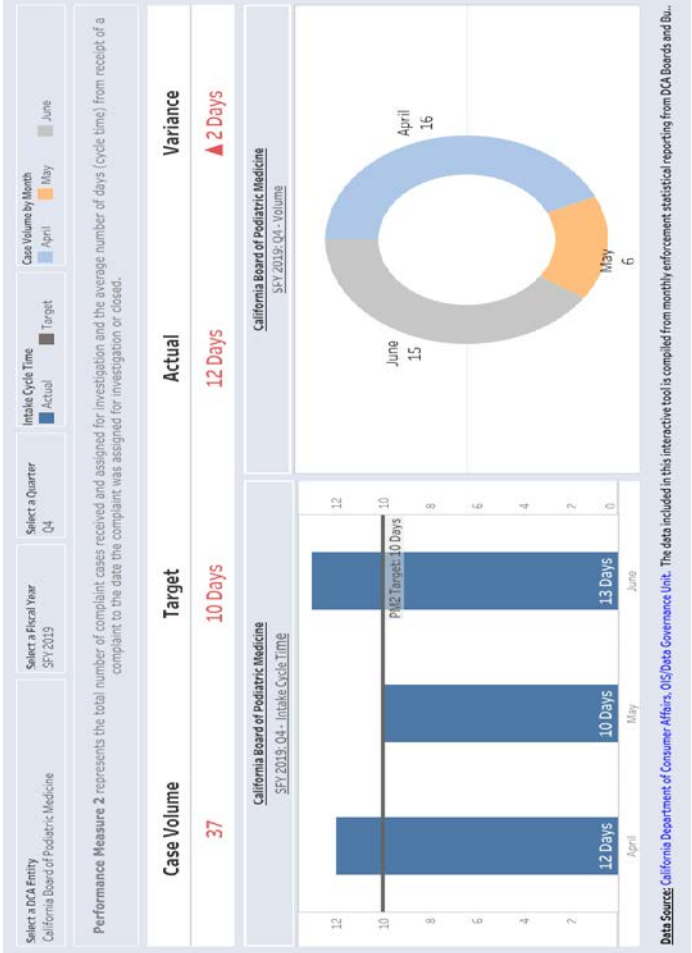 Select a DCA Entity
California Board of Podiatric Medicine
Select a Fiscal Year
SFY 2019
Select a Quarter
Q4
Intake Cycle Time
Actual
Target
Case Volume by Month
April
May
June
Performance Measure 2 represents the total number of complaint cases received and assigned for investigation and the average number of days (cycle time) from receipt of a
complaint to the date the complaint was assigned for investigation or closed.
Case Volume
Target
Actual
Variance
37
10 Days
12 Days
▲ 2 Days
California Board of Podiatric Medicine
SFY 2019: Q4 - Intake Cycle Time
12
10
8
6
4
2
12
10
8
6
4
2
0
PM2 Target: 10 Days
12 Days
10 Days
13 Days
April
May
June
California Board of Podiatric Medicine
SFY 2019: Q4 - Volume
April
16
May
6
June
15
Data Source: California Department of Consumer Affairs, OIS/Data Governance Unit. The data included in this interactive tool is compiled from monthly enforcement statistical reporting from DCA Boards and Bu..